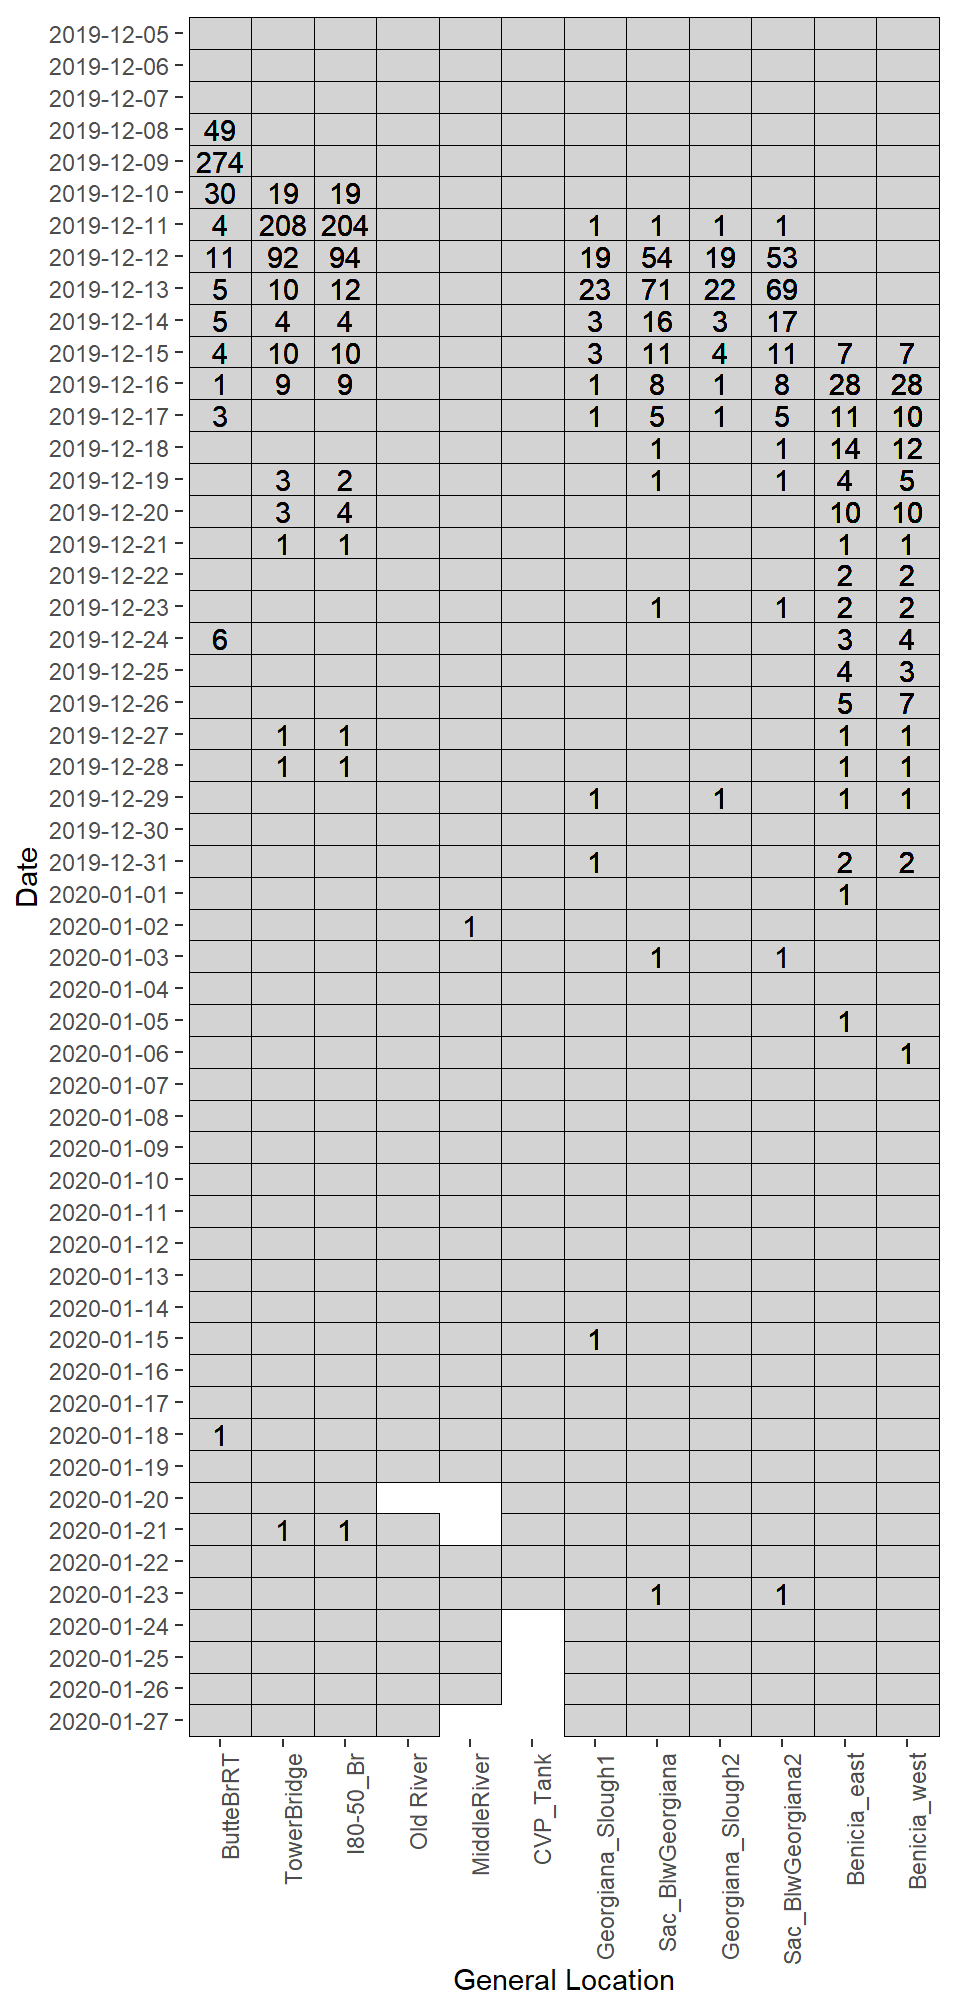 2019-12-05
2019-12-06
2019-12-07
2019-12-08 49
2019-12-09 274
2019-12-10 30 19 19
2019-12-11 4 208 204 1 1 1 1
2019-12-12 11 92 94 19 54 19 53
2019-12-13 5 10 12 23 71 22 69
2019-12-14 5 4 4 3 16 3 17
2019-12-15 4 10 10 3 11 4 11 7 7
2019-12-16 1 9 9 1 8 1 8 28 28
2019-12-17 3 1 5 1 5 11 10
2019-12-18 1 1 14 12
2019-12-19 3 2 1 1 4 5
2019-12-20 3 4 10 10
2019-12-21 1 1 1 1
2019-12-22 2 2
2019-12-23 1 1 2 2
2019-12-24 6 3 4
2019-12-25 4 3
2019-12-26 5 7
2019-12-27 1 1 1 1
2019-12-28 1 1 1 1
2019-12-29 1 1 1 1
2019-12-30
2019-12-31 1 2 2
2020-01-01 1
2020-01-02 1
2020-01-03 1 1
2020-01-04
2020-01-05 1
2020-01-06 1
2020-01-07
2020-01-08
2020-01-09
2020-01-10
2020-01-11
2020-01-12
2020-01-13
2020-01-14
2020-01-15 1
2020-01-16
2020-01-17
2020-01-18 1
2020-01-19
2020-01-20
2020-01-21 1 1
2020-01-22
2020-01-23 1 1
2020-01-24
2020-01-25
2020-01-26
2020-01-27
Date
ButteBrRT
TowerBridge
I80-50_Br
Old River
MiddleRiver
CVP_Tank
Georgiana_Slough1
Sac_BlwGeorgiana
Georgiana_Slough2
Sac_BlwGeorgiana2
Benicia_east
Benicia_west
General Location